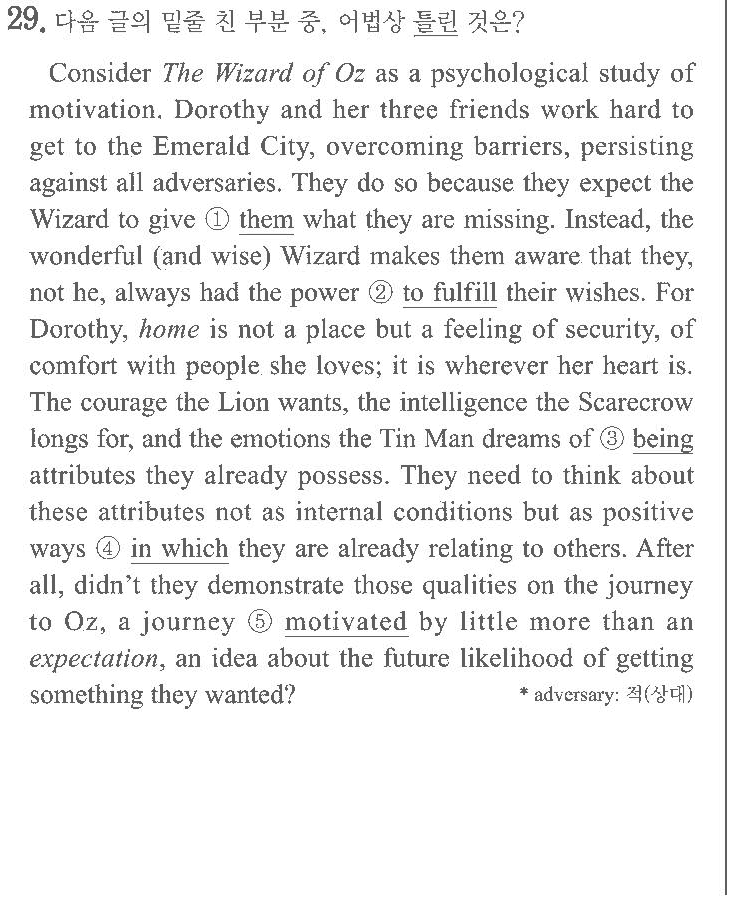 29. 다음 글의 밑줄 친 부분 중, 어법상 틀린 것은?
Consider The Wizard of Oz as a psychological study of
motivation. Dorothy and her three friends work hard to
get to the Emerald City, overcoming barriers, persisting
against all adversaries. They do so because they expect the
Wizard to give ① them what they are missing. Instead, the
wonderful (and wise) Wizard makes them aware that they,
not he, always had the power ② to fulfill their wishes. For
Dorothy, home is not a place but a feeling of security, of
comfort with people she loves; it is wherever her heart is.
The courage the Lion wants, the intelligence the Scarecrow
longs for, and the emotions the Tin Man dreams of ③ being
attributes they already possess. They need to think about
these attributes not as internal conditions but as positive
ways ④ in which they are already relating to others. After
all, didn't they demonstrate those qualities on the journey
to Oz, a journey ⑤ motivated by little more than an
expectation, an idea about the future likelihood of getting
something they wanted? * adversary: 적(상대)